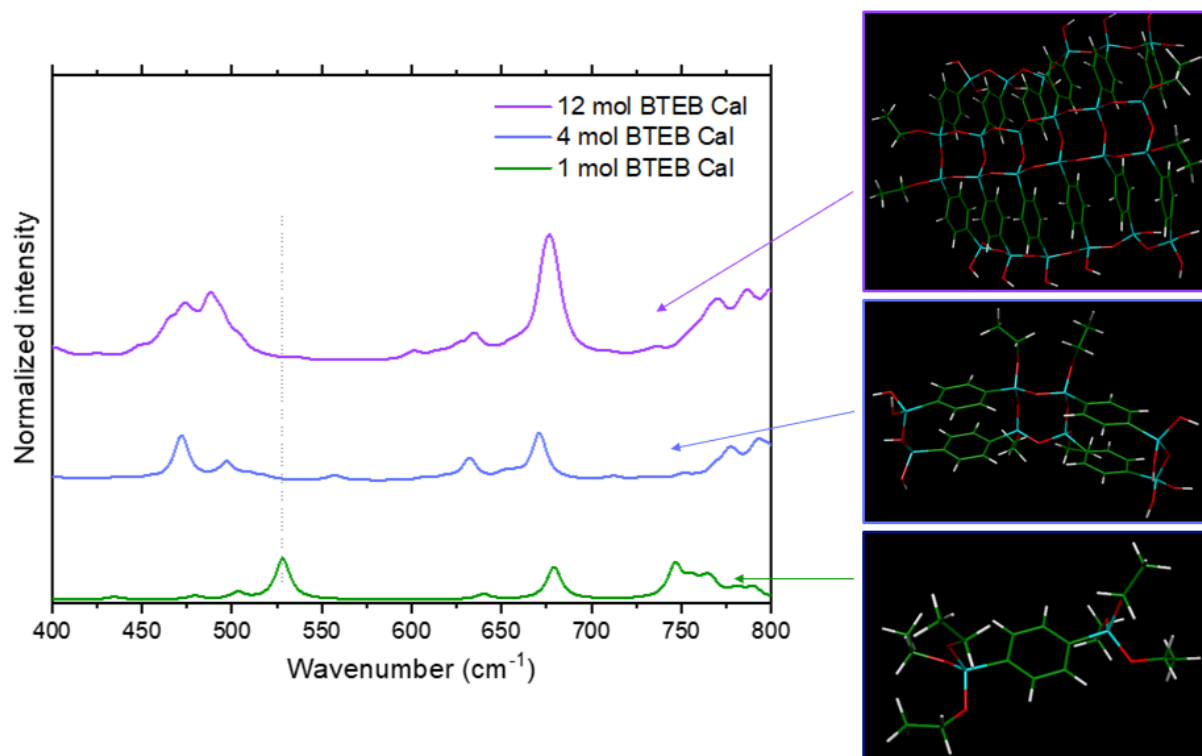 12 mol BTEB Cal
4 mol BTEB Cal
1 mol BTEB Cal
Normalized intensity
400 450 500 550 600 650 700 750 800
Wavenumber (cm⁻¹)